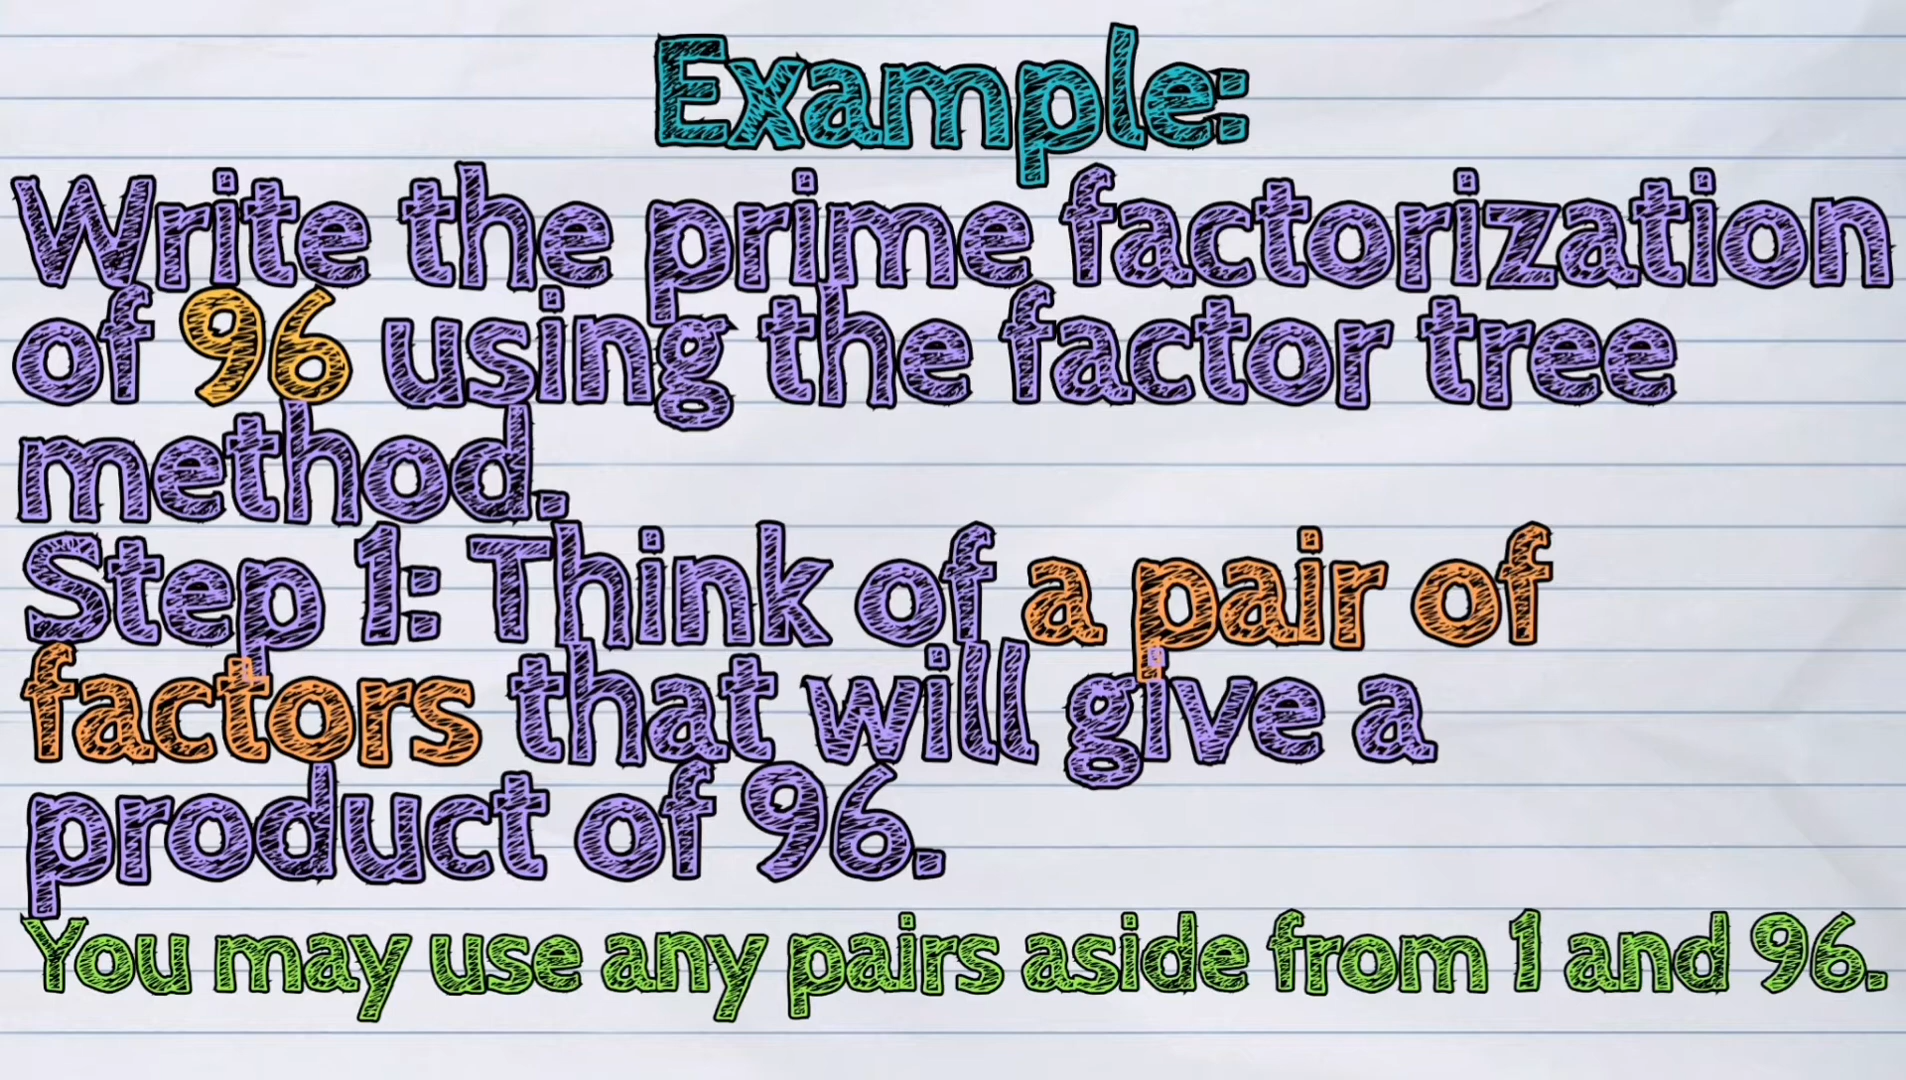 Example:
Write the prime factorization
of 96 using the factor tree
method.
Step 1: Think of a pair of
factors that will give a
product of 96.
You may use any pairs aside from 1 and 96.